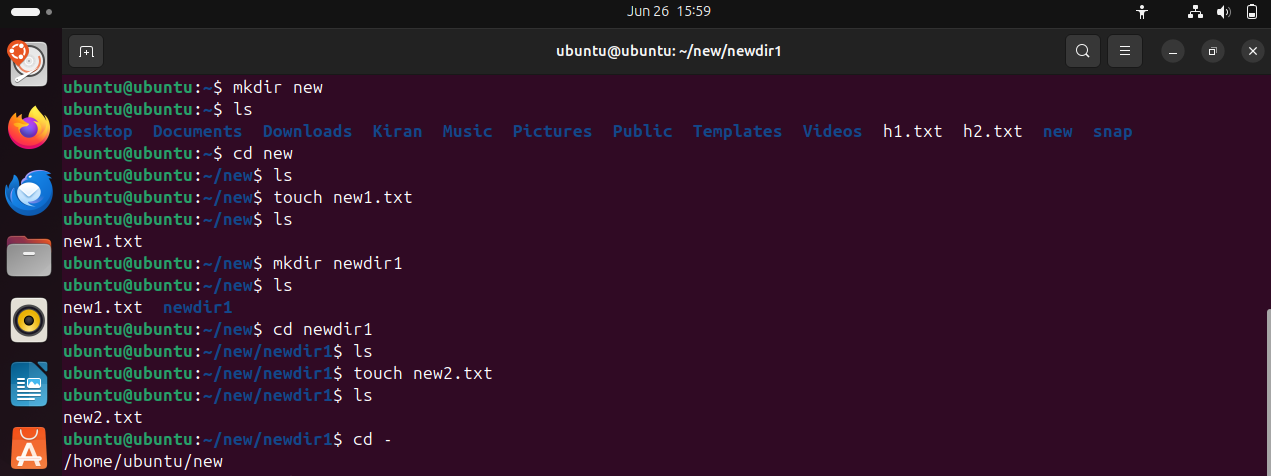 Jun 26 15:59
ubuntu@ubuntu: ~/new/newdir1
ubuntu@ubuntu:~$ mkdir new
ubuntu@ubuntu:~$ ls
Desktop Documents Downloads Kiran Music Pictures Public Templates Videos h1.txt h2.txt new snap
ubuntu@ubuntu:~$ cd new
ubuntu@ubuntu:~/new$ ls
ubuntu@ubuntu:~/new$ touch new1.txt
ubuntu@ubuntu:~/new$ ls
new1.txt
ubuntu@ubuntu:~/new$ mkdir newdir1
ubuntu@ubuntu:~/new$ ls
new1.txt newdir1
ubuntu@ubuntu:~/new$ cd newdir1
ubuntu@ubuntu:~/new/newdir1$ ls
ubuntu@ubuntu:~/new/newdir1$ touch new2.txt
ubuntu@ubuntu:~/new/newdir1$ ls
new2.txt
ubuntu@ubuntu:~/new/newdir1$ cd -
/home/ubuntu/new